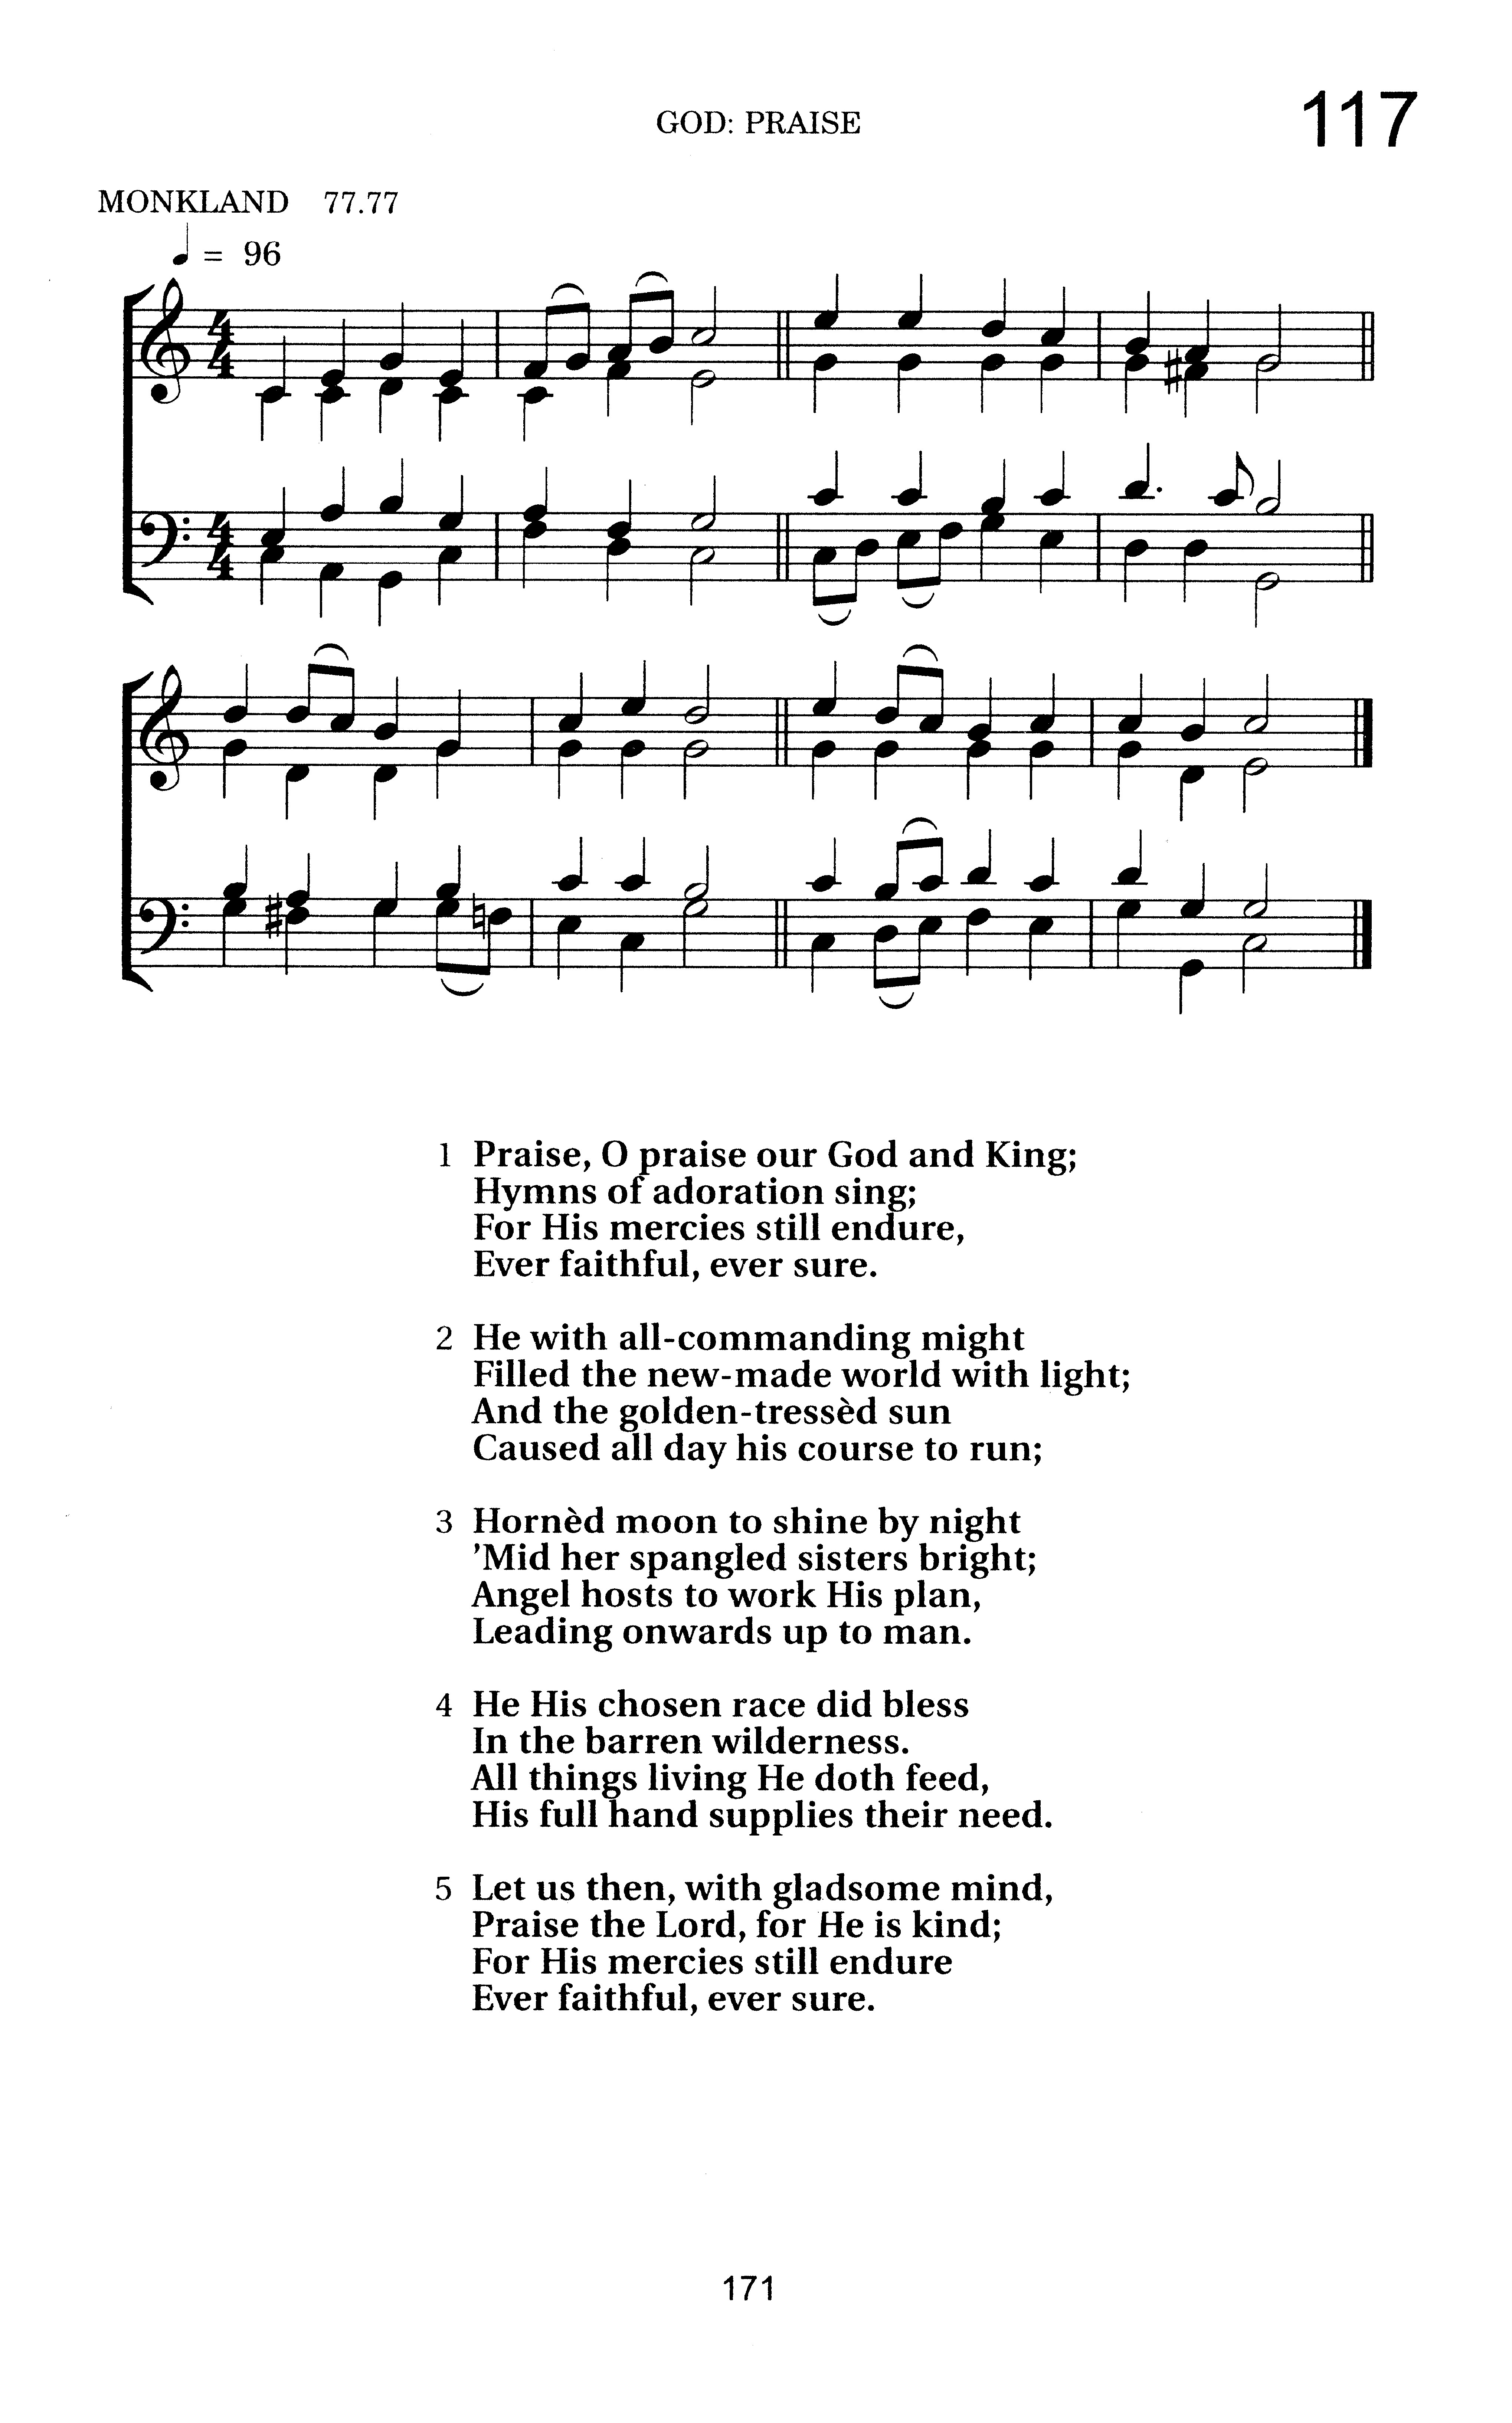 GOD: PRAISE
117
MONKLAND 77.77
♩ = 96
1 Praise, O praise our God and King;
Hymns of adoration sing;
For His mercies still endure,
Ever faithful, ever sure.
2 He with all-commanding might
Filled the new-made world with light;
And the golden-tressèd sun
Caused all day his course to run;
3 Hornèd moon to shine by night
’Mid her spangled sisters bright;
Angel hosts to work His plan,
Leading onwards up to man.
4 He His chosen race did bless
In the barren wilderness.
All things living He doth feed,
His full hand supplies their need.
5 Let us then, with gladsome mind,
Praise the Lord, for He is kind;
For His mercies still endure
Ever faithful, ever sure.
171